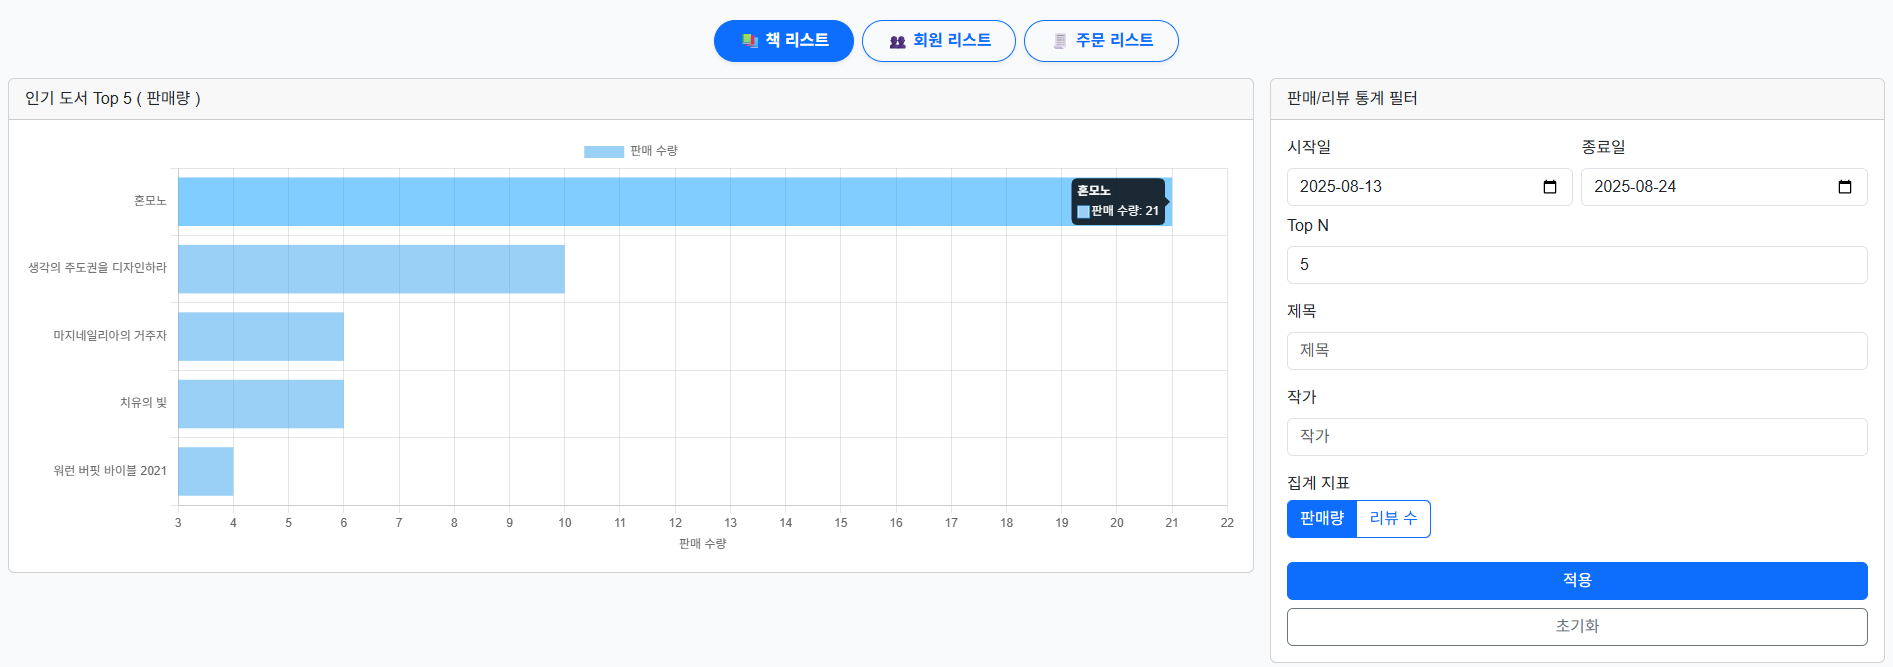 책 리스트
회원 리스트
주문 리스트
인기 도서 Top 5 ( 판매량 )
판매 수량
혼모노
혼모노
판매 수량: 21
생각의 주도권을 디자인하라
마지네일리아의 거주자
치유의 빛
워런 버핏 바이블 2021
3 4 5 6 7 8 9 10 11 12 13 14 15 16 17 18 19 20 21 22
판매 수량
판매/리뷰 통계 필터
시작일 종료일
2025-08-13 2025-08-24
Top N
5
제목
제목
작가
작가
집계 지표
판매량 리뷰 수
적용
초기화